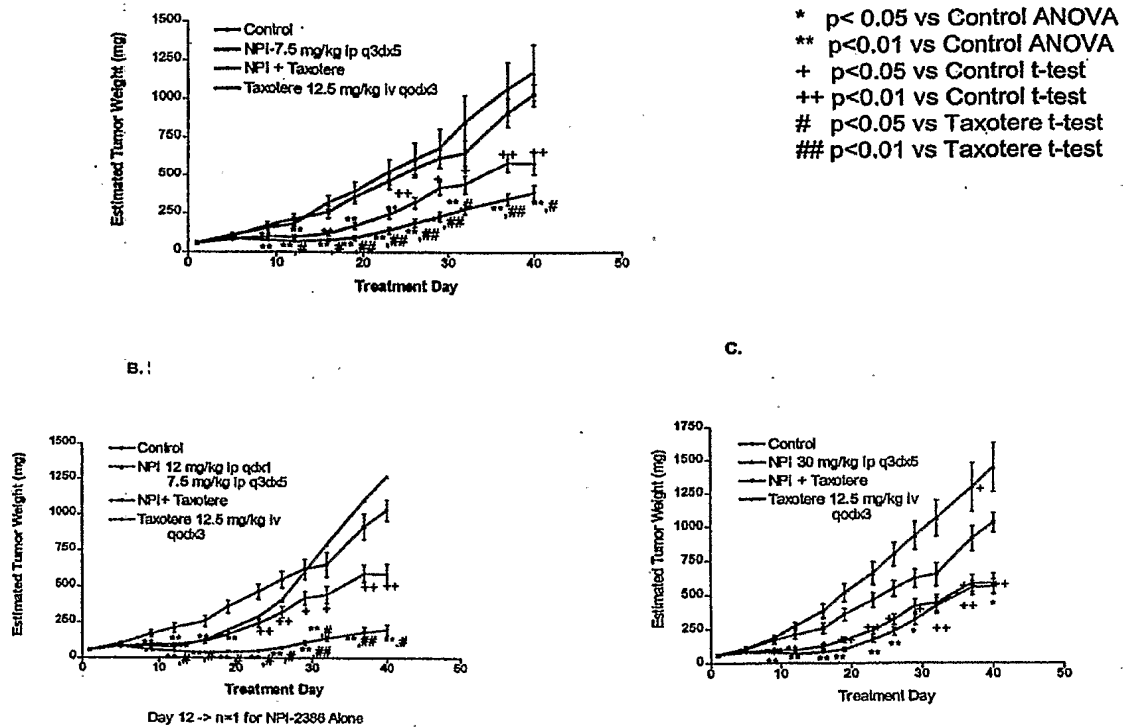 1500
1250
1000
750
500
250
0
Estimated Tumor Weight (mg)
Control
NPI-7.5 mg/kg ip q3dx5
NPI + Taxotere
Taxotere 12.5 mg/kg iv qodx3
0
10
20
30
40
50
Treatment Day
* p< 0.05 vs Control ANOVA
** p<0.01 vs Control ANOVA
+ p<0.05 vs Control t-test
++ p<0.01 vs Control t-test
# p<0.05 vs Taxotere t-test
## p<0.01 vs Taxotere t-test
B.
1500
1250
1000
750
500
250
0
Estimated Tumor Weight (mg)
Control
NPI 12 mg/kg ip qdx1
7.5 mg/kg ip q3dx5
NPI+ Taxotere
Taxotere 12.5 mg/kg iv
qodx3
0
10
20
30
40
50
Treatment Day
Day 12 -> n=1 for NPI-2386 Alone
C.
1750
1500
1250
1000
750
500
250
0
Estimated Tumor Weight (mg)
Control
NPI 30 mg/kg ip q3dx5
NPI + Taxotere
Taxotere 12.5 mg/kg iv
qodx3
0
10
20
30
40
50
Treatment Day